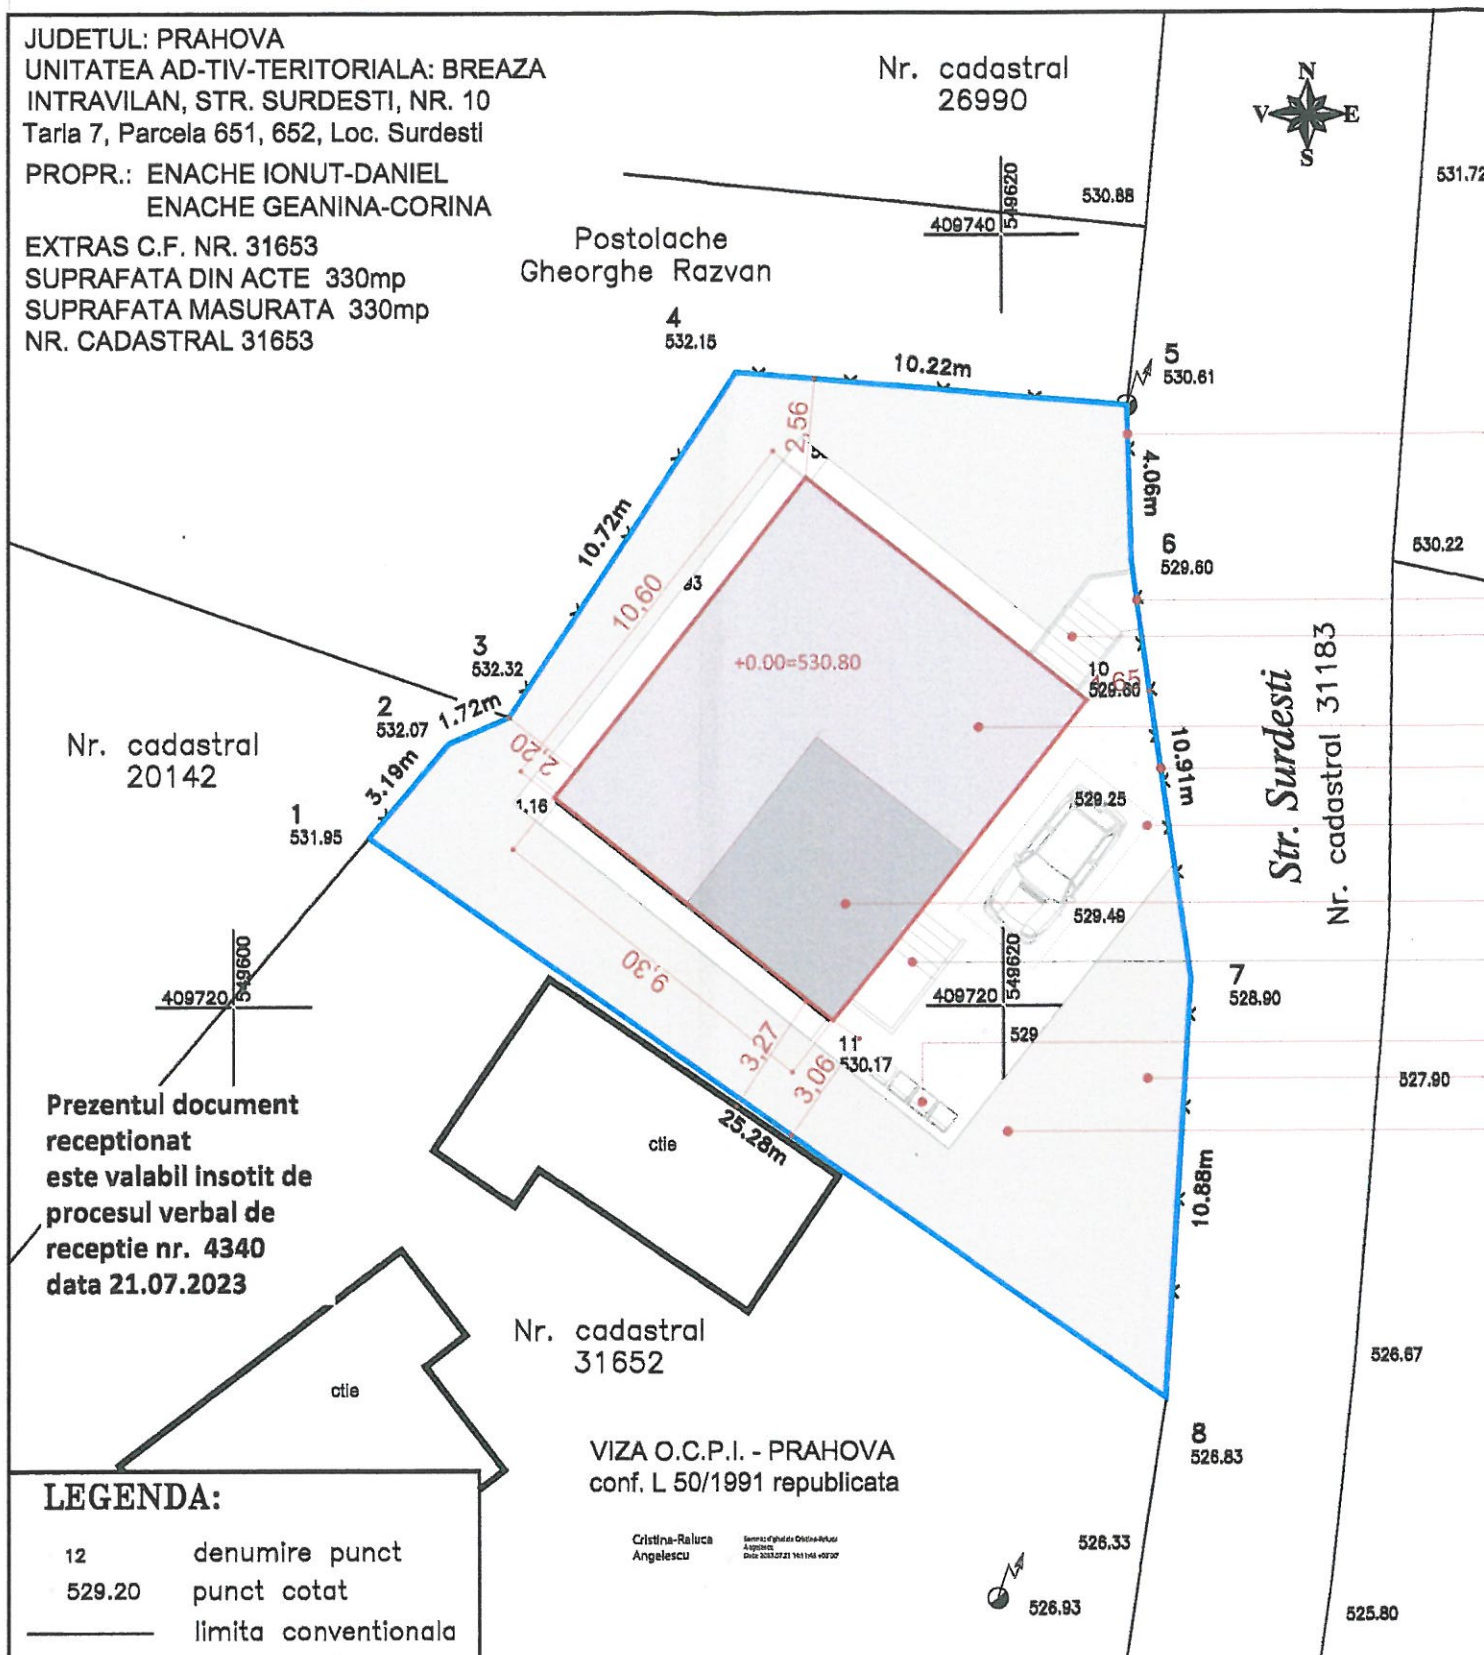 JUDETUL: PRAHOVA
UNITATEA AD-TIV-TERITORIALA: BREAZA
INTRAVILAN, STR. SURDESTI, NR. 10
Tarla 7, Parcela 651, 652, Loc. Surdesti
PROPR.: ENACHE IONUT-DANIEL
ENACHE GEANINA-CORINA
EXTRAS C.F. NR. 31653
SUPRAFATA DIN ACTE 330mp
SUPRAFATA MASURATA 330mp
NR. CADASTRAL 31653
Nr. cadastral
26990
N
V
E
S
531.72
530.88
409740
549620
Postolache
Gheorghe Razvan
4
532.15
10.22m
5
530.61
2,56
4.06m
10.72m
6
529.60
530.22
10,60
93
+0.00=530.80
3
532.32
10
529.60
2
532.07
1.72m
Nr. cadastral
20142
2,20
3.19m
1,16
1
531.95
10.91m
529.25
529.49
Str. Surdesti
Nr. cadastral 31183
409720
549600
9,30
409720
549620
7
528.90
529
3,27
11
530.17
3,06
527.90
25.28m
ctie
10.88m
Prezentul document
receptionat
este valabil insotit de
procesul verbal de
receptie nr. 4340
data 21.07.2023
Nr. cadastral
31652
526.67
ctie
8
526.83
VIZA O.C.P.I. - PRAHOVA
conf. L 50/1991 republicata
Cristina-Raluca
Angelescu
526.33
526.93
525.80
LEGENDA:
12 denumire punct
529.20 punct cotat
limita conventionala